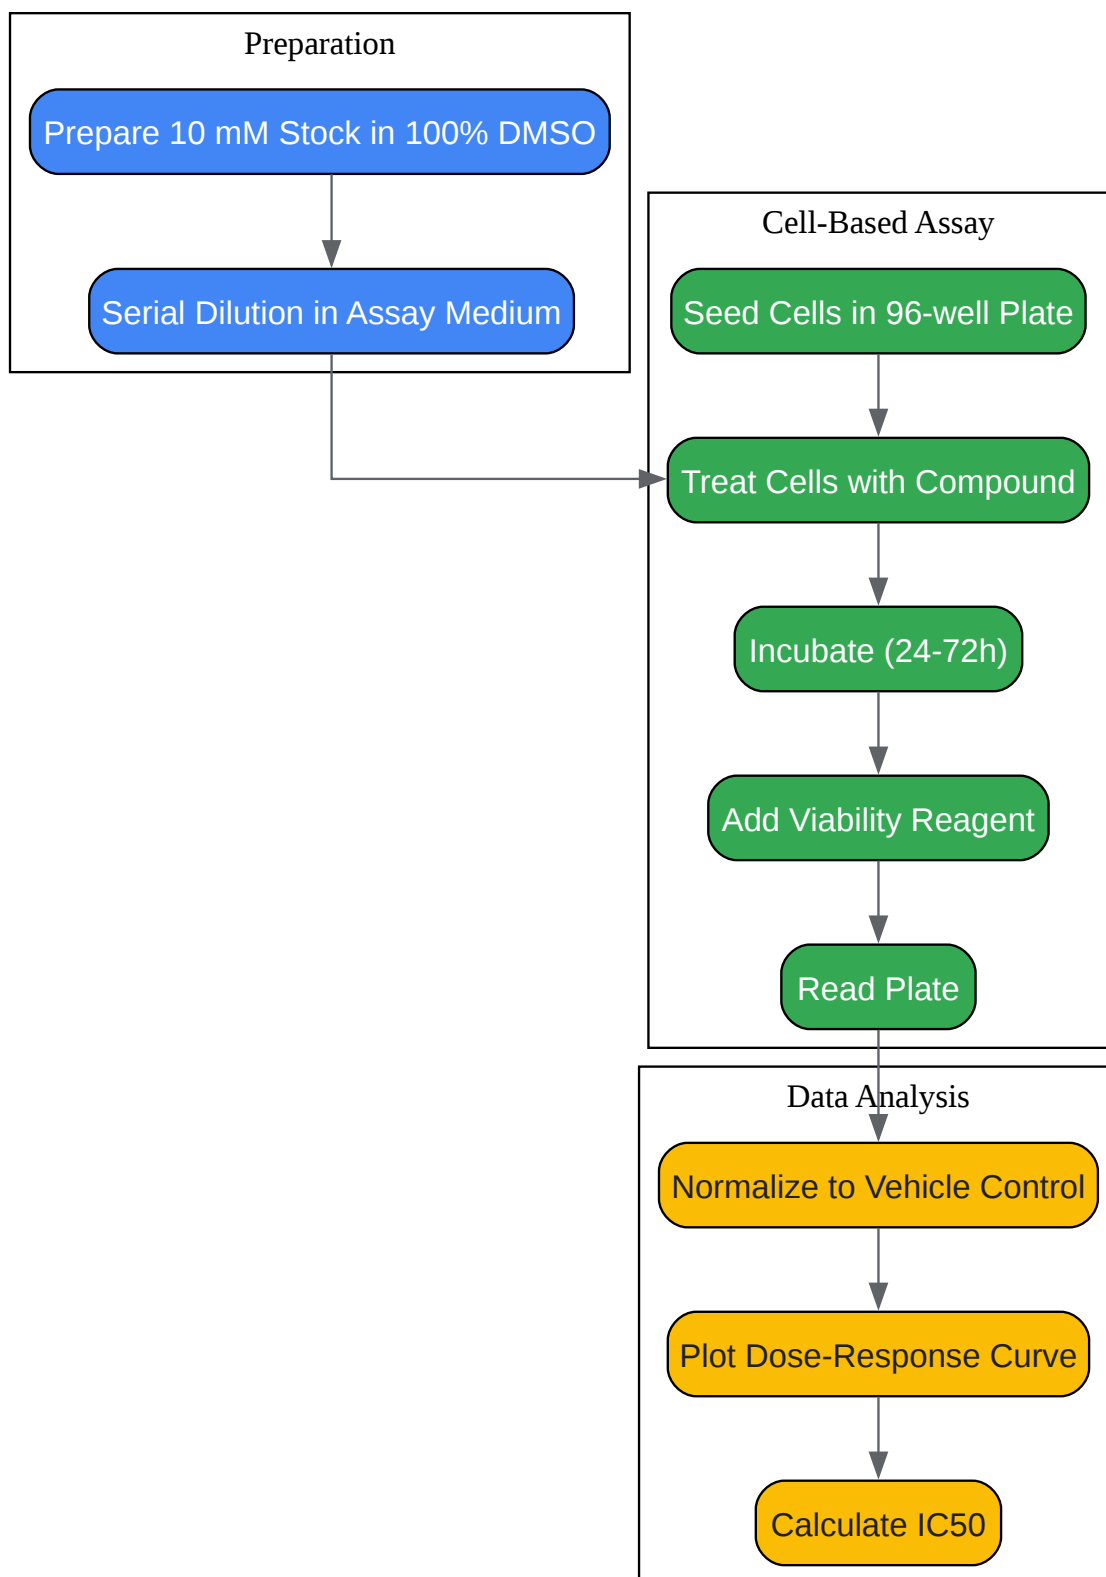 Preparation
Prepare 10 mM Stock in 100% DMSO
Serial Dilution in Assay Medium
Cell-Based Assay
Seed Cells in 96-well Plate
Treat Cells with Compound
Incubate (24-72h)
Add Viability Reagent
Read Plate
Data Analysis
Normalize to Vehicle Control
Plot Dose-Response Curve
Calculate IC50